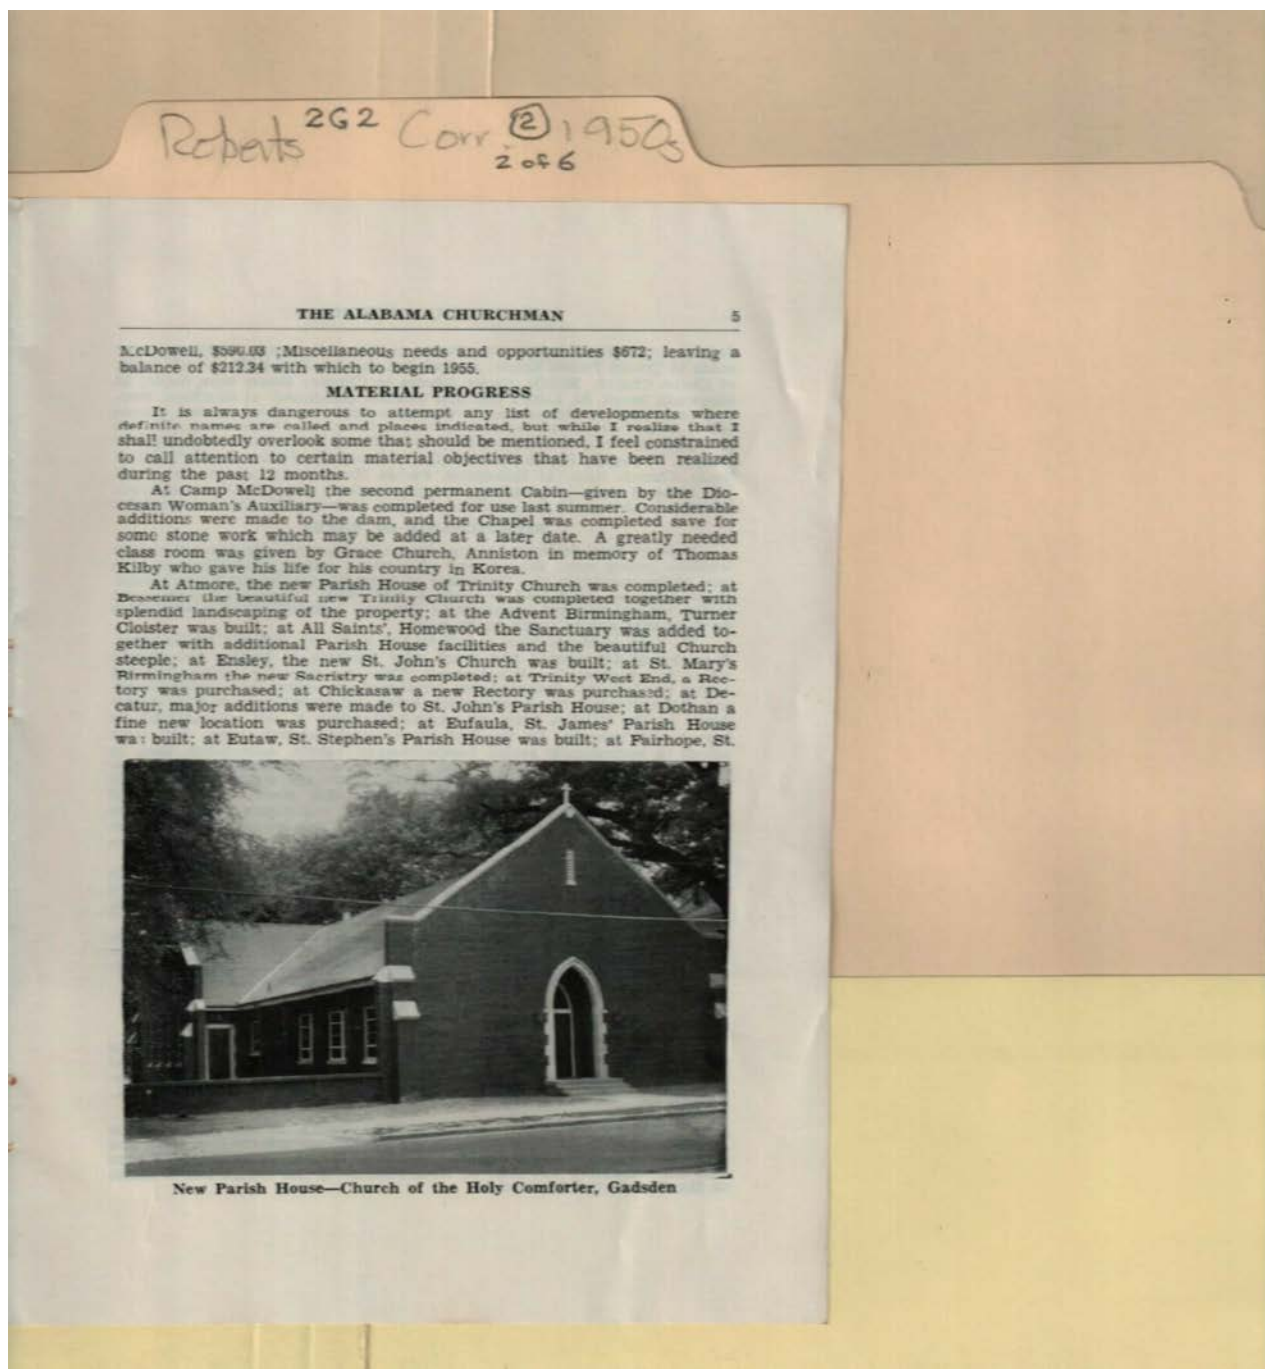 Roberts 2G2 Corr. 2 1950s
2 of 6
THE ALABAMA CHURCHMAN 5
McDowell, $590.03 ;Miscellaneous needs and opportunities $672; leaving a
balance of $212.34 with which to begin 1955.
MATERIAL PROGRESS
It is always dangerous to attempt any list of developments where
definite names are called and places indicated, but while I realize that I
shall undobtedly overlook some that should be mentioned, I feel constrained
to call attention to certain material objectives that have been realized
during the past 12 months.
At Camp McDowell the second permanent Cabin—given by the Dio-
cesan Woman's Auxiliary—was completed for use last summer. Considerable
additions were made to the dam, and the Chapel was completed save for
some stone work which may be added at a later date. A greatly needed
class room was given by Grace Church, Anniston in memory of Thomas
Kilby who gave his life for his country in Korea.
At Atmore, the new Parish House of Trinity Church was completed; at
Bessemer the beautiful new Trinity Church was completed together with
splendid landscaping of the property; at the Advent Birmingham, Turner
Cloister was built; at All Saints', Homewood the Sanctuary was added to-
gether with additional Parish House facilities and the beautiful Church
steeple; at Ensley, the new St. John's Church was built; at St. Mary's
Birmingham the new Sacristry was completed; at Trinity West End, a Rec-
tory was purchased; at Chickasaw a new Rectory was purchased; at De-
catur, major additions were made to St. John's Parish House; at Dothan a
fine new location was purchased; at Eufaula, St. James' Parish House
was built; at Eutaw, St. Stephen's Parish House was built; at Fairhope, St.
New Parish House—Church of the Holy Comforter, Gadsden